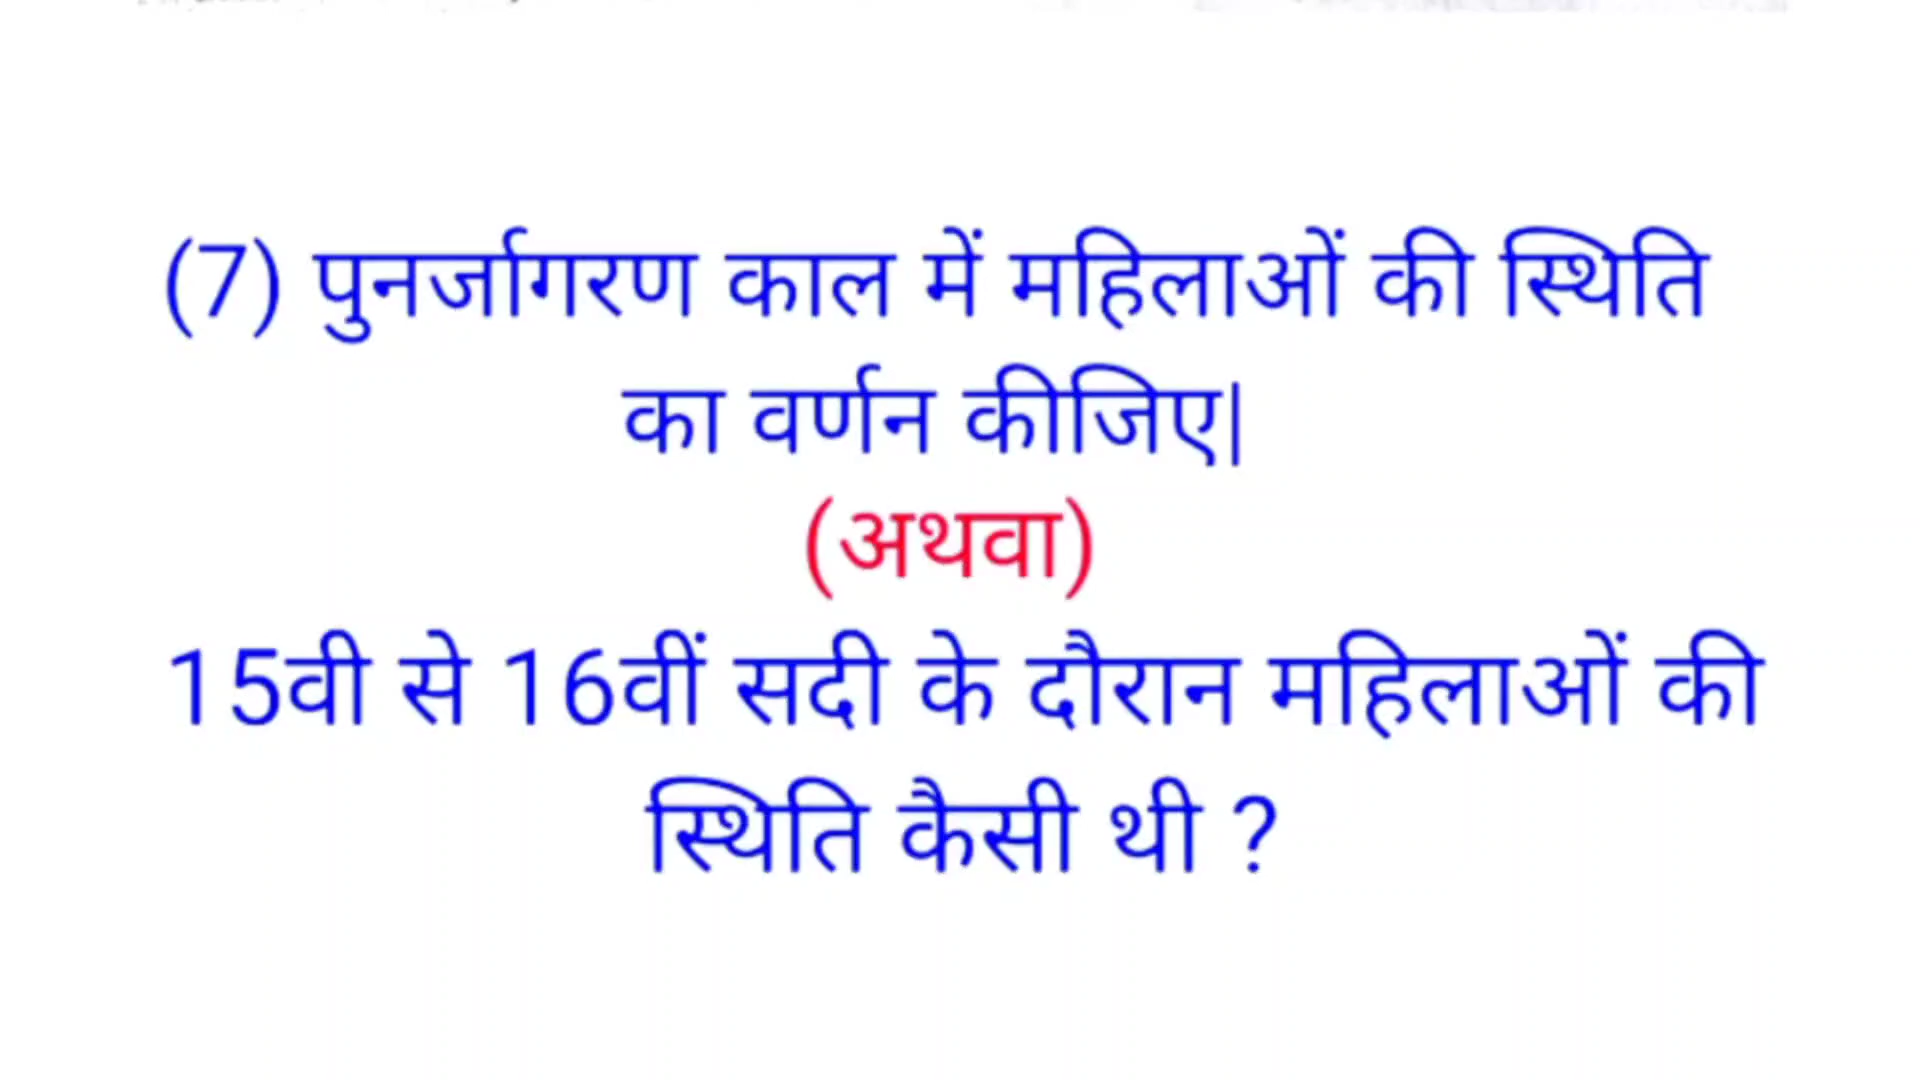 (7) पुनर्जागरण काल में महिलाओं की स्थिति
का वर्णन कीजिए|
(अथवा)
15वी से 16वीं सदी के दौरान महिलाओं की
स्थिति कैसी थी ?